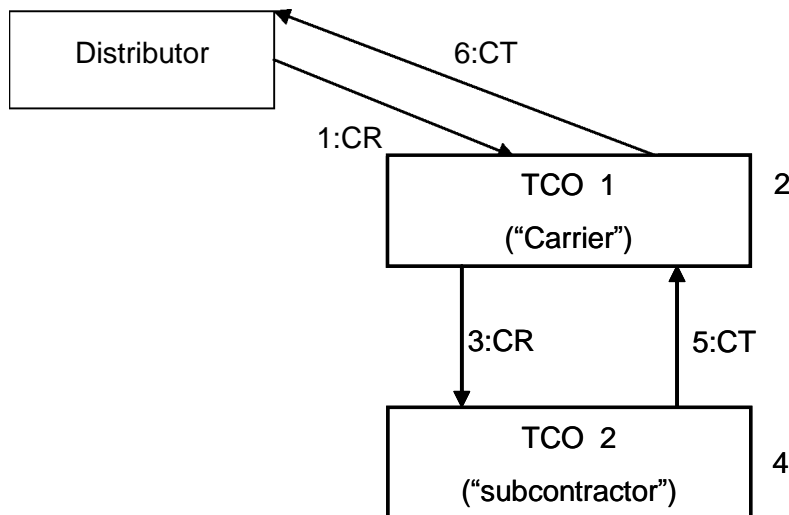 Distributor
6:CT
1:CR
TCO 1
2
(“Carrier”)
3:CR
5:CT
TCO 2
4
(“subcontractor”)